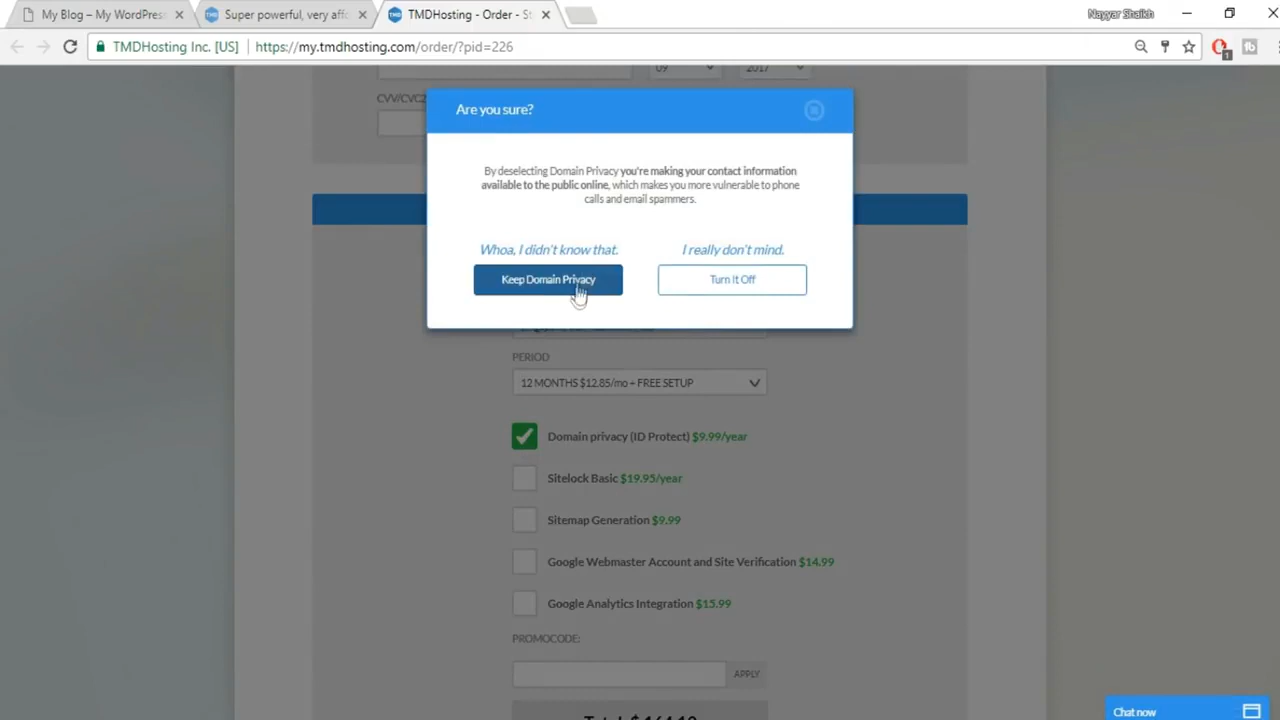 My Blog – My WordPress
Super powerful, very affo
TMDHosting - Order - St
Nayyar Shaikh
TMDHosting Inc. [US]
https://my.tmdhosting.com/order/?pid=226
1
09
2017
CVV/CVC2
Are you sure?
By deselecting Domain Privacy you're making your contact information
available to the public online, which makes you more vulnerable to phone
calls and email spammers.
Whoa, I didn't know that.
I really don't mind.
Keep Domain Privacy
Turn It Off
PERIOD
12 MONTHS $12.85/mo + FREE SETUP
Domain privacy (ID Protect) $9.99/year
Sitelock Basic $19.95/year
Sitemap Generation $9.99
Google Webmaster Account and Site Verification $14.99
Google Analytics Integration $15.99
PROMOCODE:
APPLY
Chat now